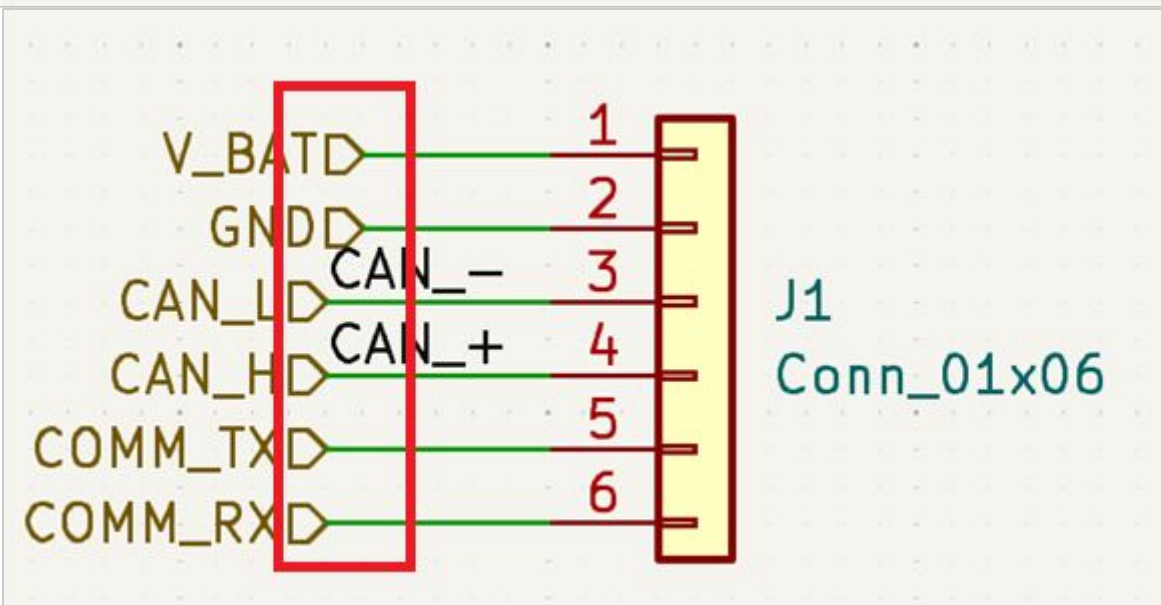 V_BAT
1
GND
2
CAN_-
CAN_L
3
CAN_+
CAN_H
4
COMM_TX
5
COMM_RX
6
J1
Conn_01x06